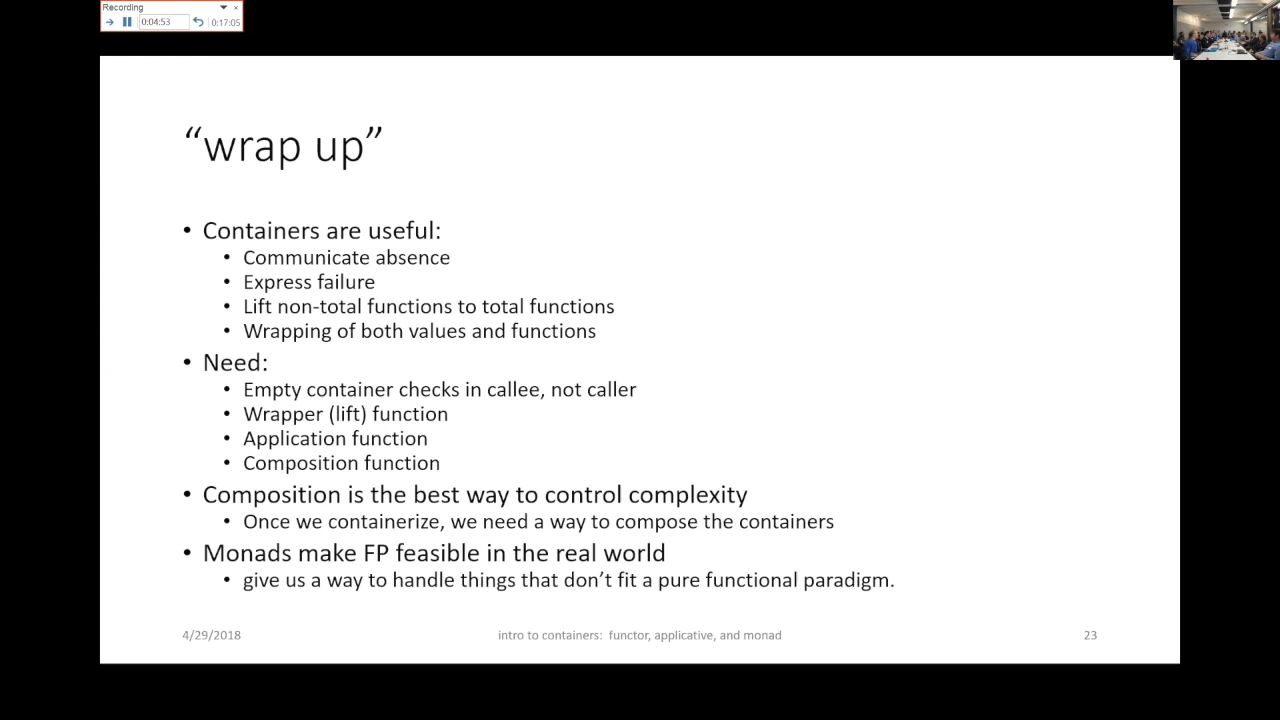 Recording
0:04:53
0:17:05
“wrap up”
• Containers are useful:
• Communicate absence
• Express failure
• Lift non-total functions to total functions
• Wrapping of both values and functions
• Need:
• Empty container checks in callee, not caller
• Wrapper (lift) function
• Application function
• Composition function
• Composition is the best way to control complexity
• Once we containerize, we need a way to compose the containers
• Monads make FP feasible in the real world
• give us a way to handle things that don’t fit a pure functional paradigm.
4/29/2018
intro to containers: functor, applicative, and monad
23